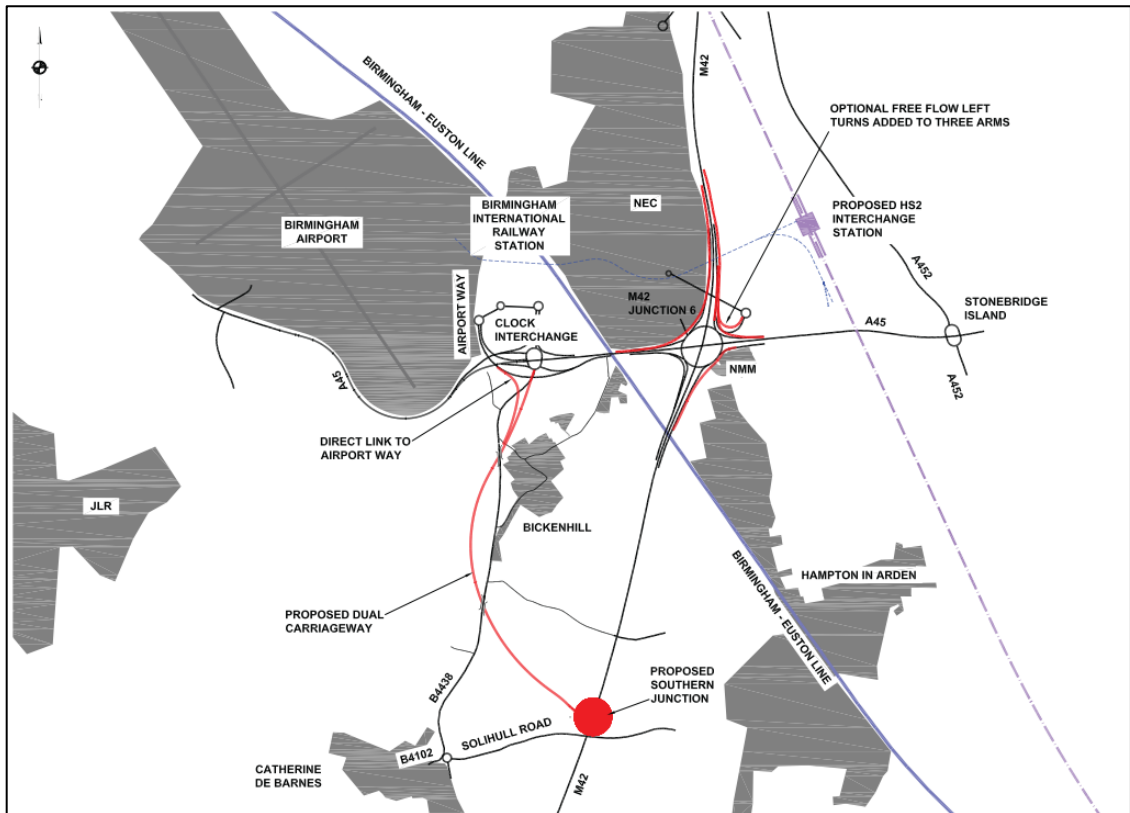 M42
BIRMINGHAM - EUSTON LINE
OPTIONAL FREE FLOW LEFT
TURNS ADDED TO THREE ARMS
NEC
BIRMINGHAM
INTERNATIONAL
RAILWAY
STATION
PROPOSED HS2
INTERCHANGE
STATION
BIRMINGHAM
AIRPORT
A452
AIRPORT WAY
M42
JUNCTION 6
STONEBRIDGE
ISLAND
CLOCK
INTERCHANGE
A45
A45
NMM
A452
DIRECT LINK TO
AIRPORT WAY
JLR
BICKENHILL
BIRMINGHAM - EUSTON LINE
HAMPTON IN ARDEN
PROPOSED DUAL
CARRIAGEWAY
PROPOSED
SOUTHERN
JUNCTION
B4438
SOLIHULL ROAD
B4102
CATHERINE
DE BARNES
M42